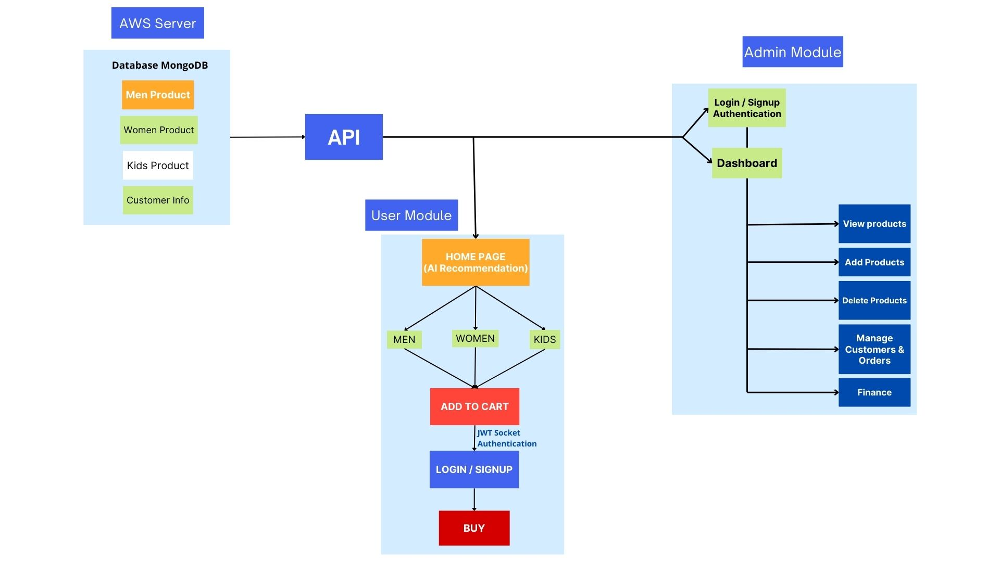 AWS Server
Database MongoDB
Men Product
Women Product
Kids Product
Customer Info
API
Admin Module
Login / Signup
Authentication
Dashboard
View products
Add Products
Delete Products
Manage
Customers &
Orders
Finance
User Module
HOME PAGE
(AI Recommendation)
MEN
WOMEN
KIDS
ADD TO CART
JWT Socket
Authentication
LOGIN / SIGNUP
BUY